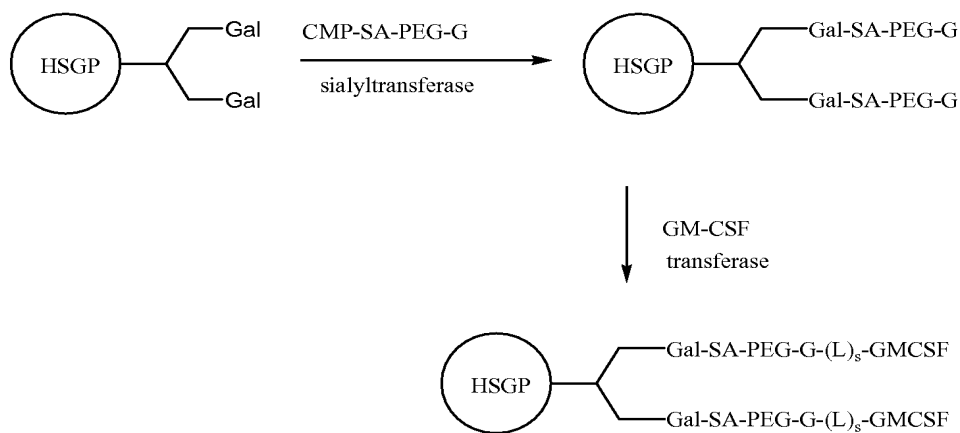 Gal
HSGP
Gal
CMP-SA-PEG-G
sialyltransferase
Gal-SA-PEG-G
HSGP
Gal-SA-PEG-G
GM-CSF
transferase
Gal-SA-PEG-G-(L)s-GMCSF
HSGP
Gal-SA-PEG-G-(L)s-GMCSF